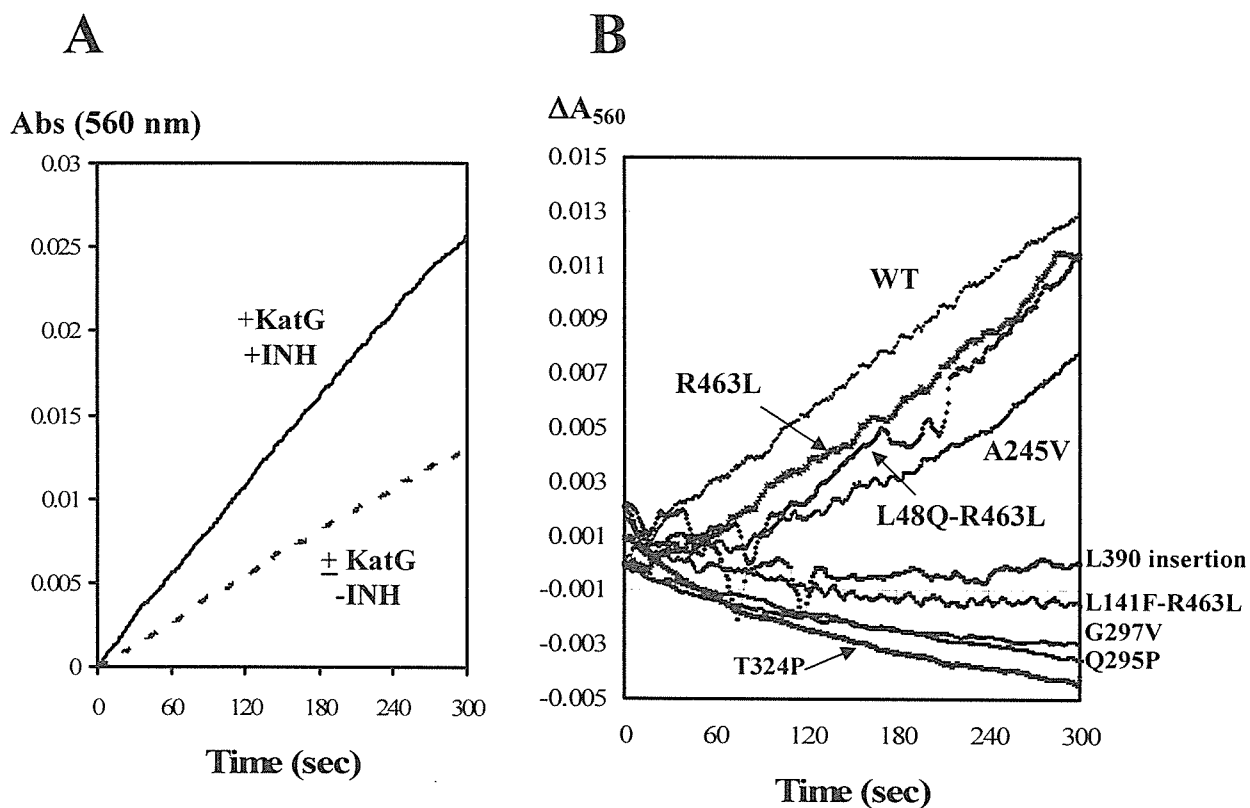 A
Abs (560 nm)
0.03
0.025
0.02
0.015
0.01
0.005
0
+KatG
+INH
± KatG
-INH
0 60 120 180 240 300
Time (sec)
B
ΔA560
0.015
0.013
0.011
0.009
0.007
0.005
0.003
0.001
-0.001
-0.003
-0.005
WT
R463L
A245V
L48Q-R463L
L390 insertion
L141F-R463L
G297V
Q295P
T324P
0 60 120 180 240 300
Time (sec)